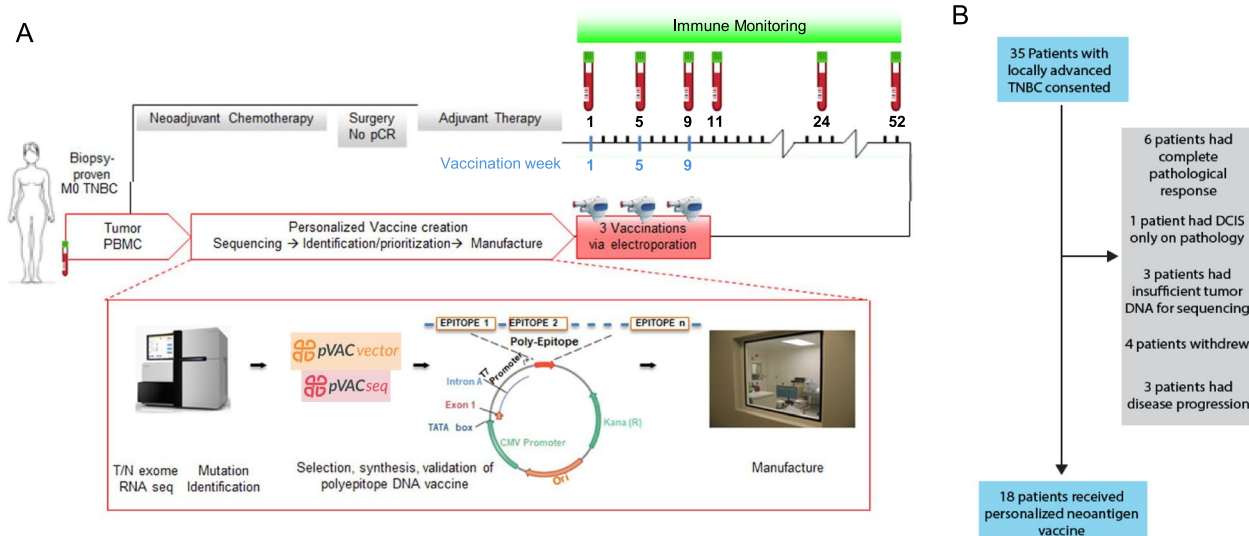 A
Immune Monitoring
Neoadjuvant Chemotherapy
Surgery
No pCR
Adjuvant Therapy
1 5 9 11 24 52
Vaccination week 1 5 9
Biopsy-
proven
M0 TNBC
Tumor
PBMC
Personalized Vaccine creation
Sequencing → Identification/prioritization → Manufacture
3 Vaccinations
via electroporation
EPITOPE 1 EPITOPE 2 EPITOPE n
Poly-Epitope
pVAC vector
pVAC seq
T7
Promoter
Intron A
Exon 1
TATA box
CMV Promoter
Kana (R)
Ori
T/N exome
RNA seq
Mutation
Identification
Selection, synthesis, validation of
polyepitope DNA vaccine
Manufacture
B
35 Patients with
locally advanced
TNBC consented
6 patients had
complete
pathological
response
1 patient had DCIS
only on pathology
3 patients had
insufficient tumor
DNA for sequencing
4 patients withdrew
3 patients had
disease progression
18 patients received
personalized neoantigen
vaccine